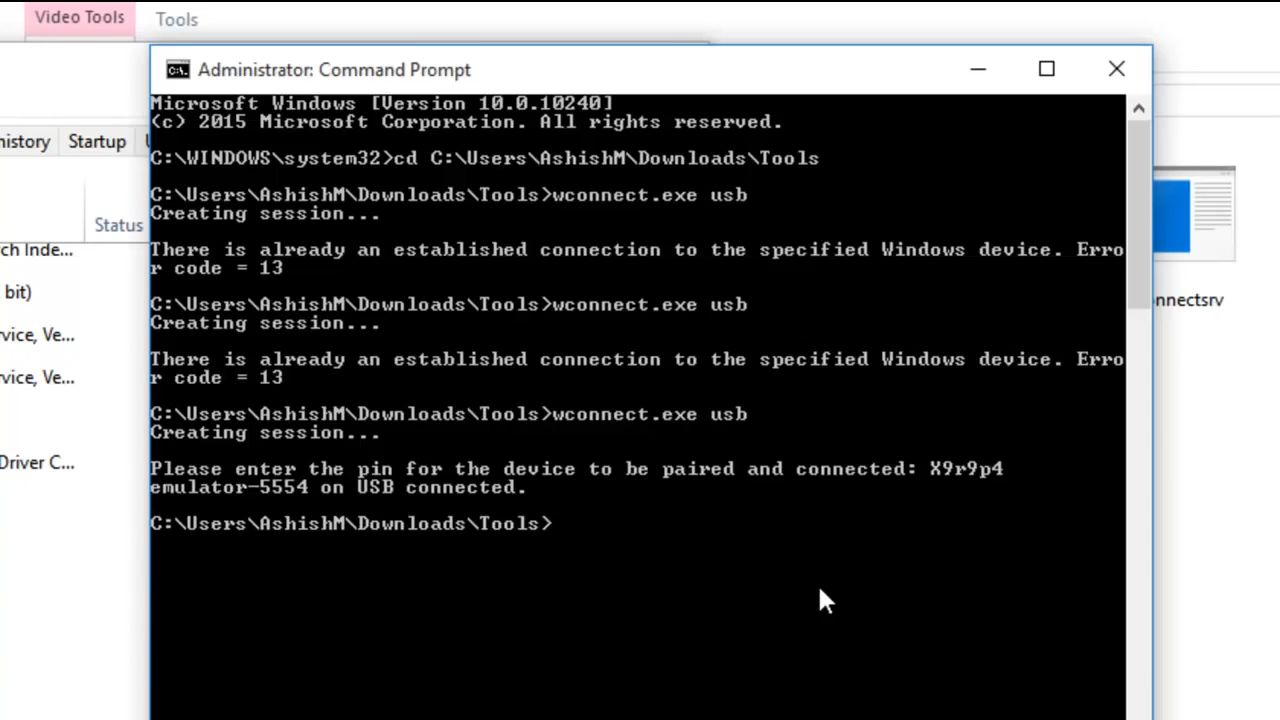 Video Tools
Tools
Administrator: Command Prompt
Microsoft Windows [Version 10.0.10240]
(c) 2015 Microsoft Corporation. All rights reserved.
C:\WINDOWS\system32>cd C:\Users\AshishM\Downloads\Tools
C:\Users\AshishM\Downloads\Tools>wconnect.exe usb
Creating session...
There is already an established connection to the specified Windows device. Erro
r code = 13
C:\Users\AshishM\Downloads\Tools>wconnect.exe usb
Creating session...
There is already an established connection to the specified Windows device. Erro
r code = 13
C:\Users\AshishM\Downloads\Tools>wconnect.exe usb
Creating session...
Please enter the pin for the device to be paired and connected: X9r9p4
emulator-5554 on USB connected.
C:\Users\AshishM\Downloads\Tools>
history Startup
Status
ch Inde...
bit)
vice, Ve...
vice, Ve...
Driver C...
nnectsrv